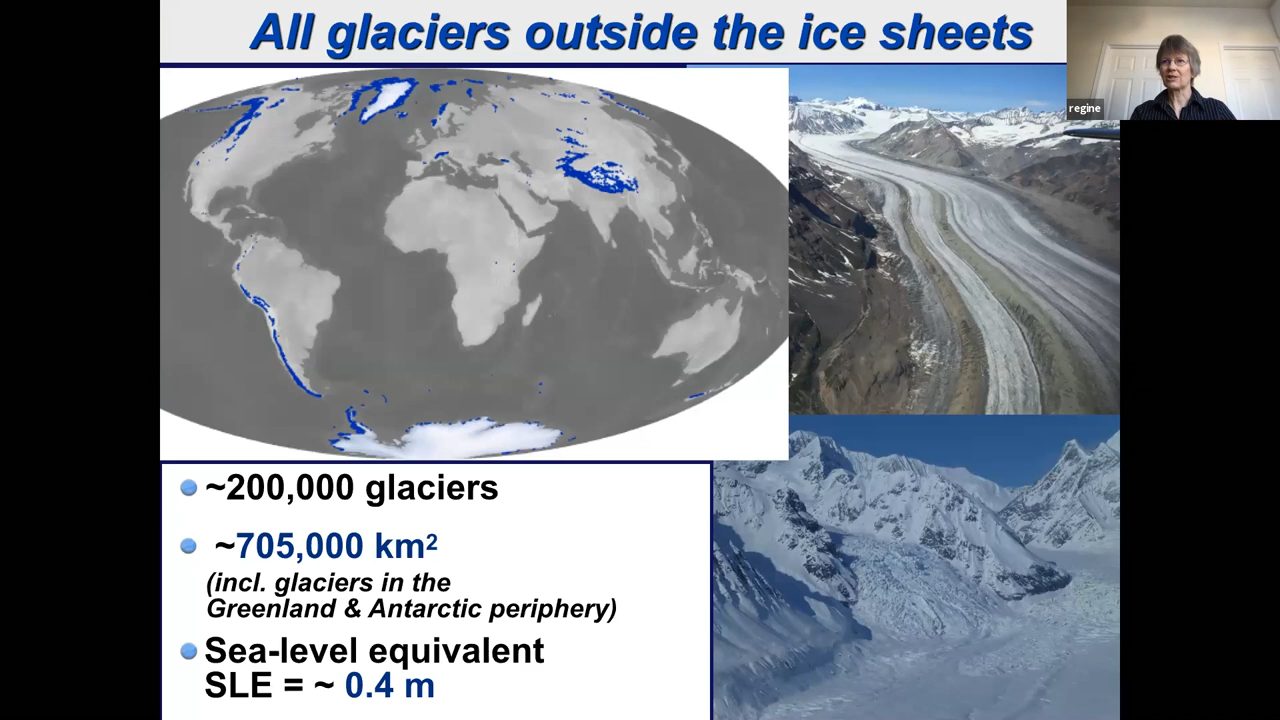 All glaciers outside the ice sheets
regine
~200,000 glaciers
~705,000 km²
(incl. glaciers in the
Greenland & Antarctic periphery)
Sea-level equivalent
SLE = ~ 0.4 m